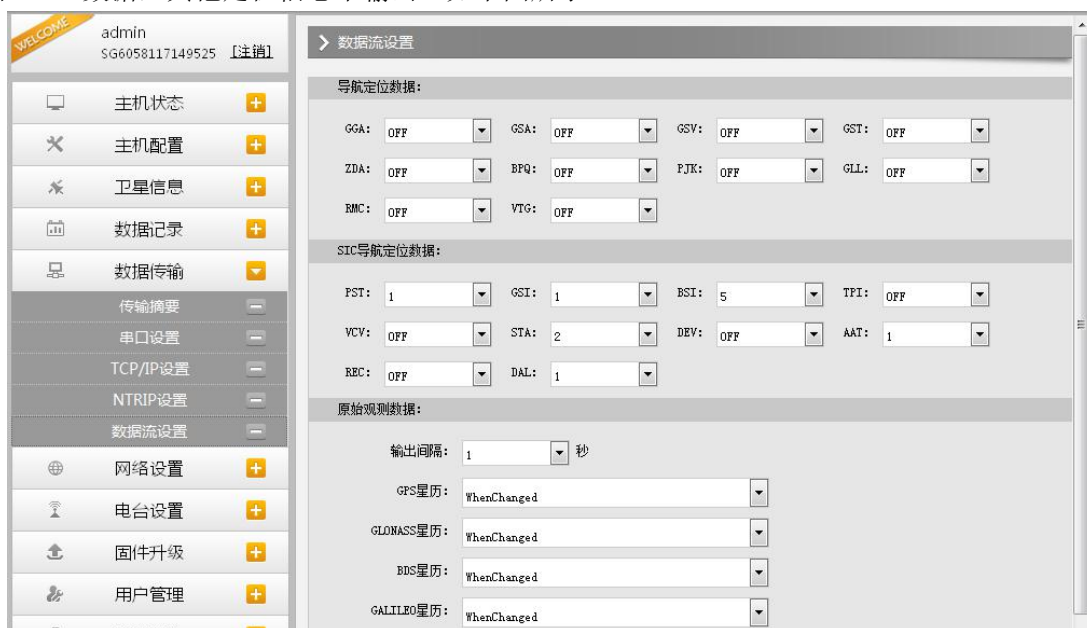 WELCOME
admin
SG6058117149525 [注销]
主机状态
主机配置
卫星信息
数据记录
数据传输
传输摘要
串口设置
TCP/IP设置
NTRIP设置
数据流设置
网络设置
电台设置
固件升级
用户管理
数据流设置
导航定位数据:
GGA: OFF GSA: OFF GSV: OFF GST: OFF
ZDA: OFF BPQ: OFF PJK: OFF GLL: OFF
RMC: OFF VTG: OFF
SIC导航定位数据:
PST: 1 GSI: 1 BSI: 5 TPI: OFF
VCV: OFF STA: 2 DEV: OFF AAT: 1
REC: OFF DAL: 1
原始观测数据:
输出间隔: 1 秒
GPS星历: WhenChanged
GLONASS星历: WhenChanged
BDS星历: WhenChanged
GALILEO星历: WhenChanged